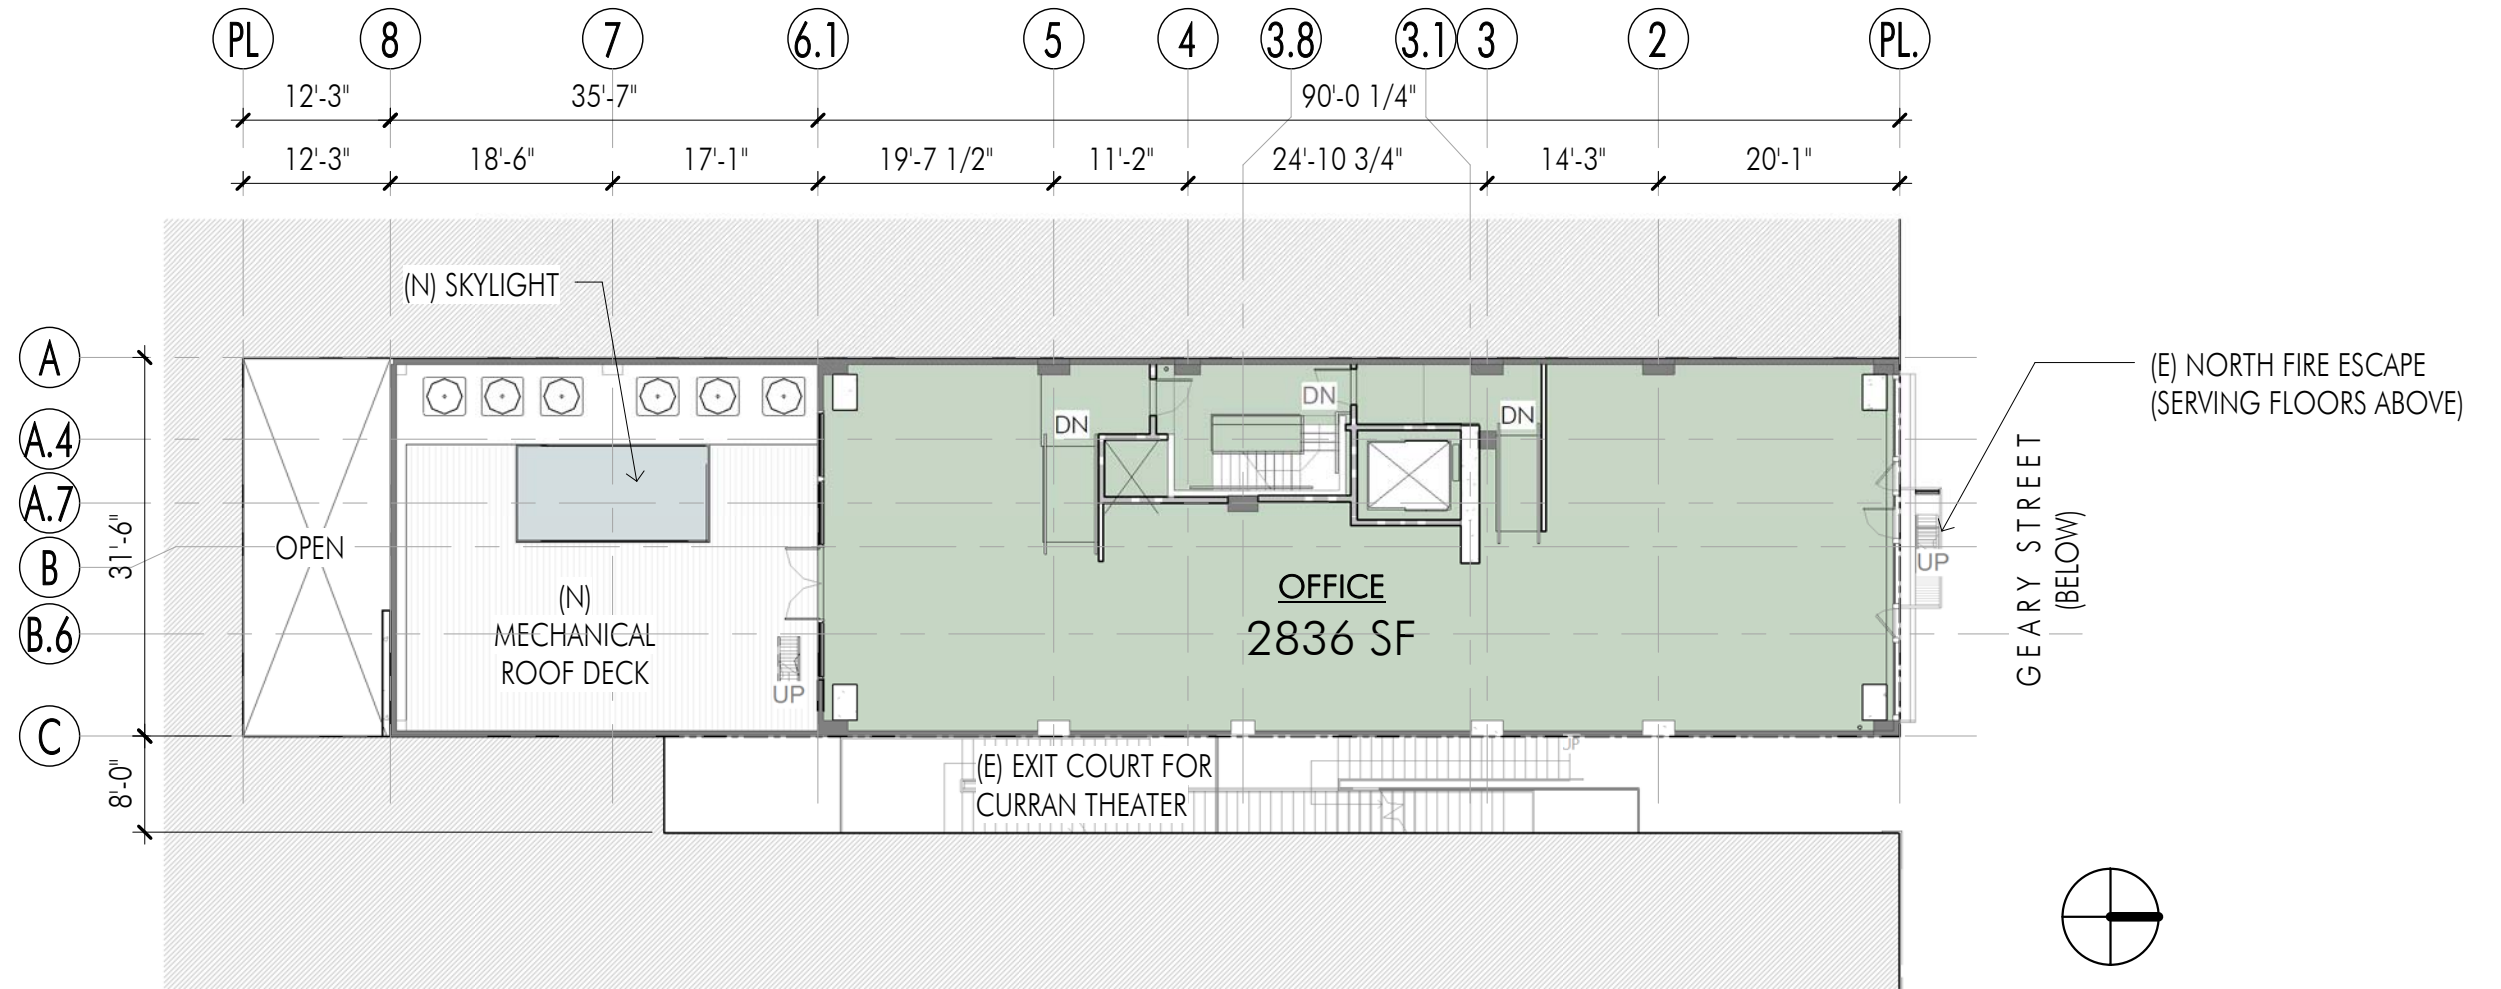 PL 8 7 6.1 5 4 3.8 3.1 3 2 PL.
12'-3" 35'-7" 90'-0 1/4"
12'-3" 18'-6" 17'-1" 19'-7 1/2" 11'-2" 24'-10 3/4" 14'-3" 20'-1"
(N) SKYLIGHT
A
A.4
A.7
B
B.6
C
31'-6"
8'-0"
OPEN
(N)
MECHANICAL
ROOF DECK
UP
DN
DN
DN
OFFICE
2836 SF
(E) NORTH FIRE ESCAPE
(SERVING FLOORS ABOVE)
UP
GEARY STREET
(BELOW)
UP
(E) EXIT COURT FOR
CURRAN THEATER